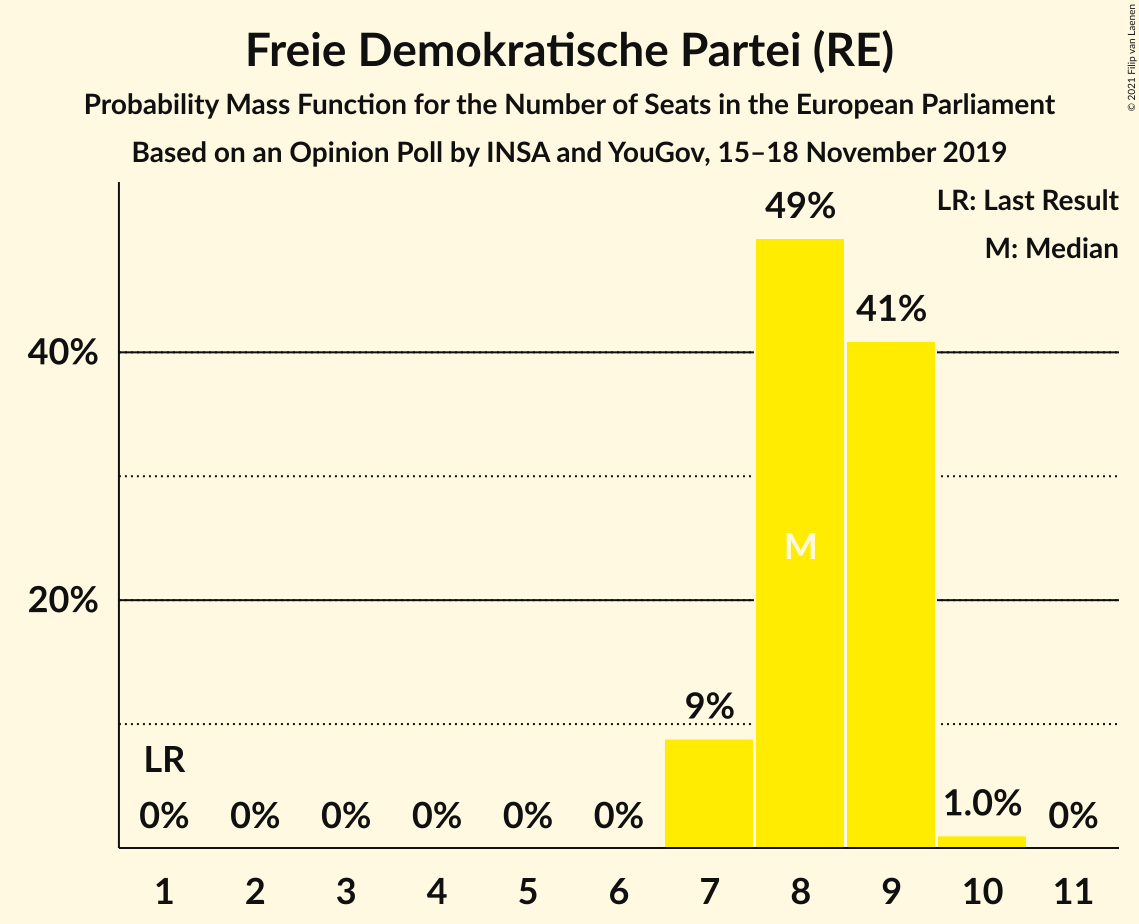 Freie Demokratische Partei (RE)
Probability Mass Function for the Number of Seats in the European Parliament
Based on an Opinion Poll by INSA and YouGov, 15–18 November 2019
© 2021 Filip van Laenen
LR: Last Result
M: Median
49%
41%
40%
M
20%
9%
LR
0% 0% 0% 0% 0% 0% 1.0% 0%
1 2 3 4 5 6 7 8 9 10 11